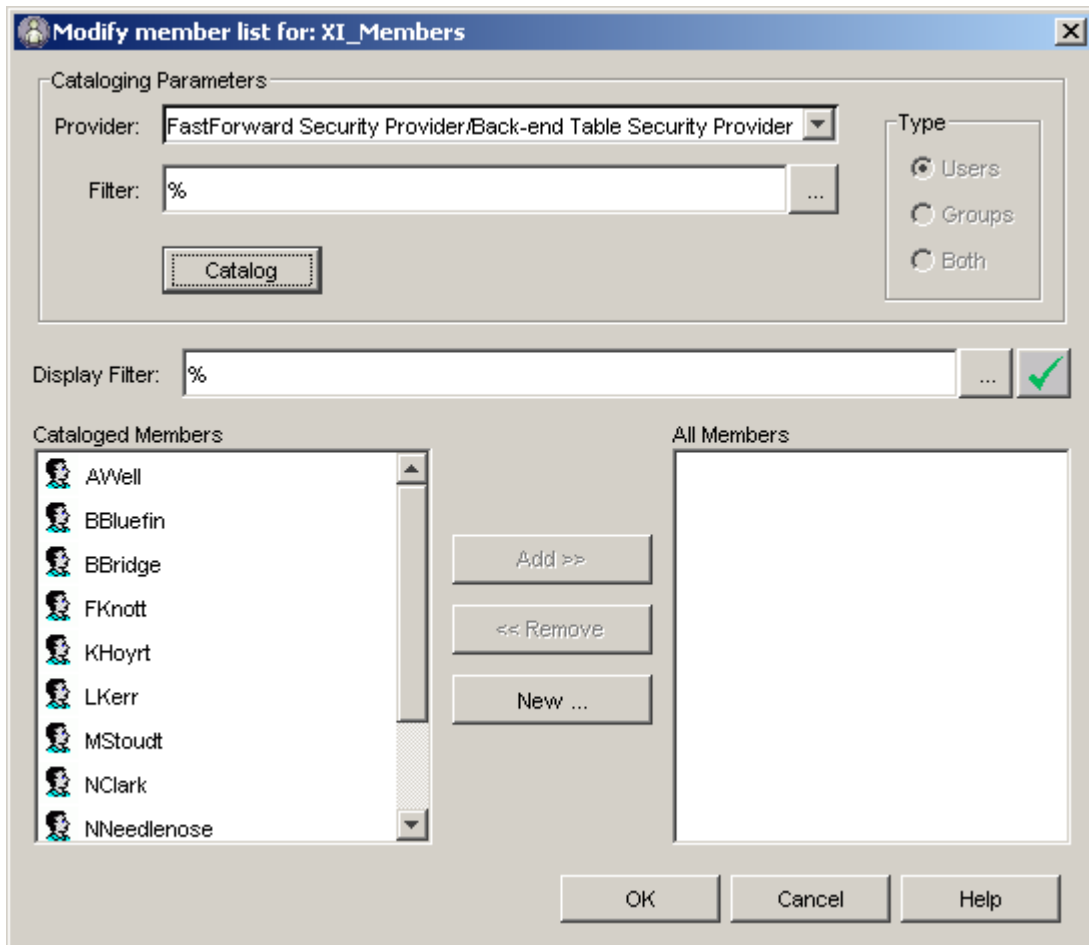 Modify member list for: XI_Members
Cataloging Parameters
Provider: FastForward Security Provider/Back-end Table Security Provider
Type
Users
Filter: % ...
Groups
Catalog
Both
Display Filter: % ...
Cataloged Members
All Members
AWell
BBluefin
BBridge
Add >>
FKnott
<< Remove
KHoyrt
LKerr
New ...
MStoudt
NClark
NNeedlenose
OK Cancel Help